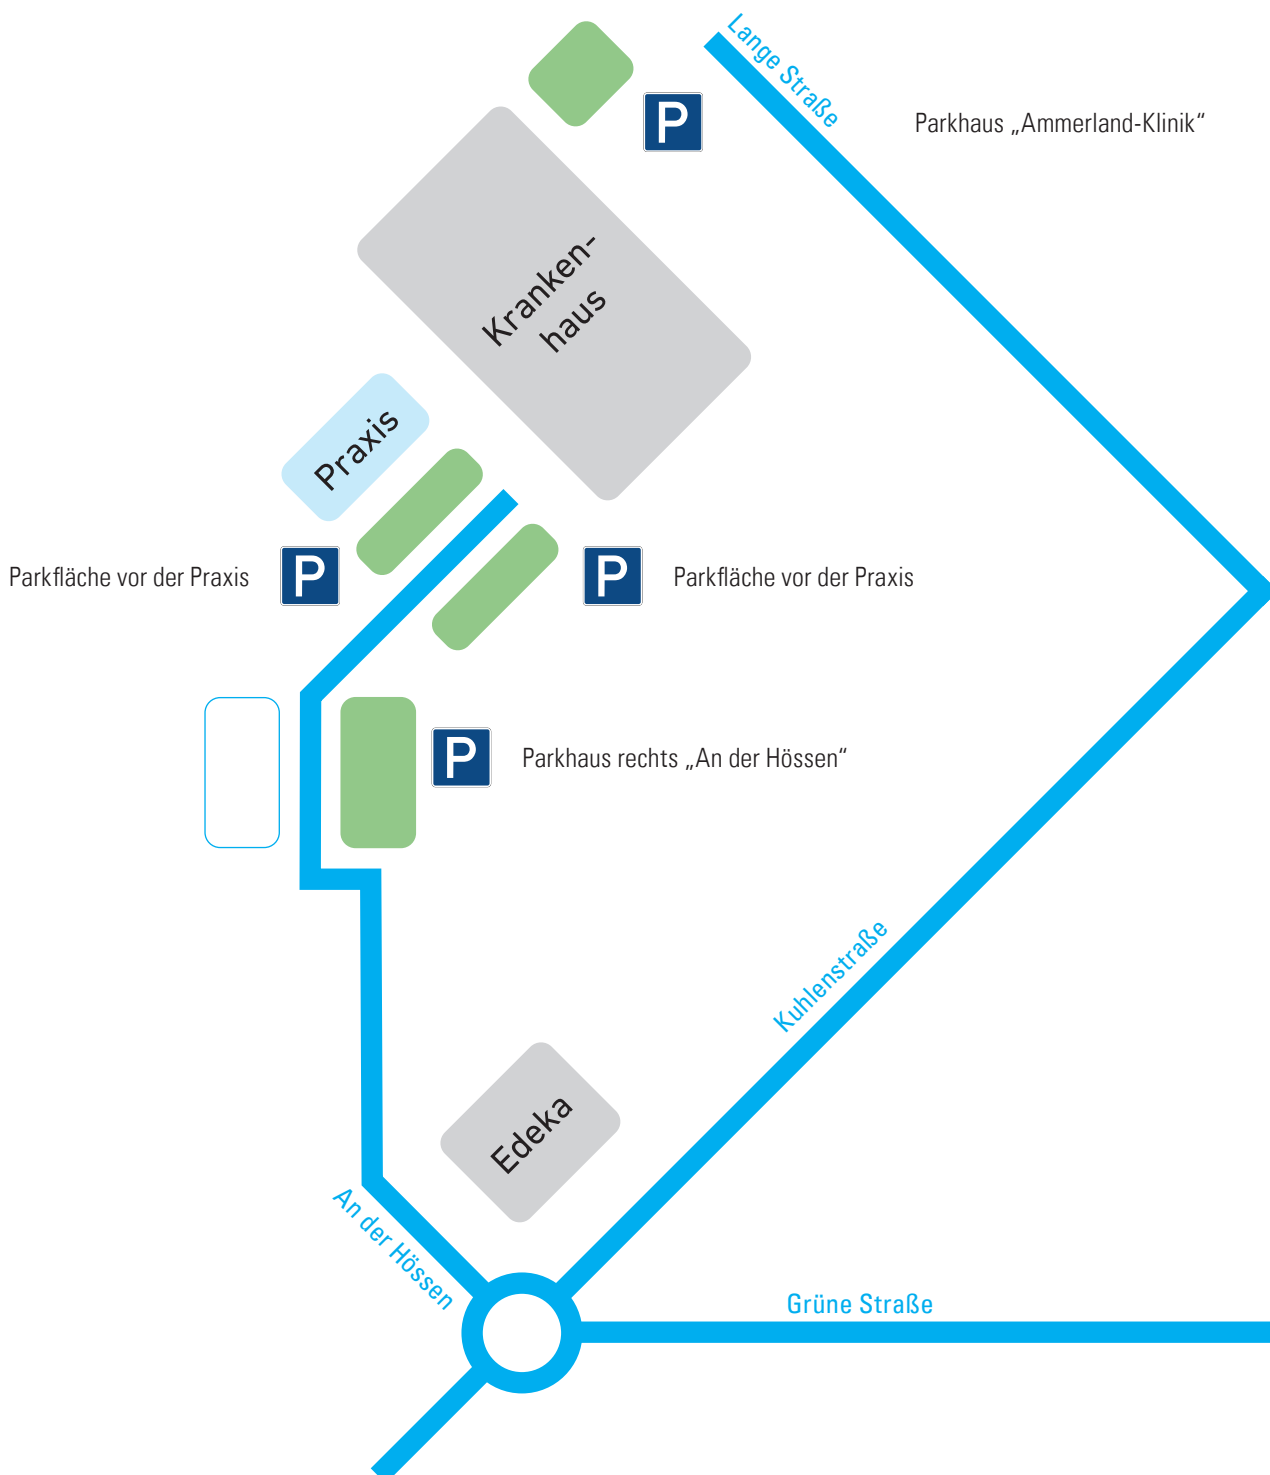 Lange Straße
P
Parkhaus „Ammerland-Klinik“
Kranken-
haus
Praxis
Parkfläche vor der Praxis
P
P
Parkfläche vor der Praxis
P
Parkhaus rechts „An der Hössen“
Kuhlenstraße
Edeka
An der Hössen
Grüne Straße